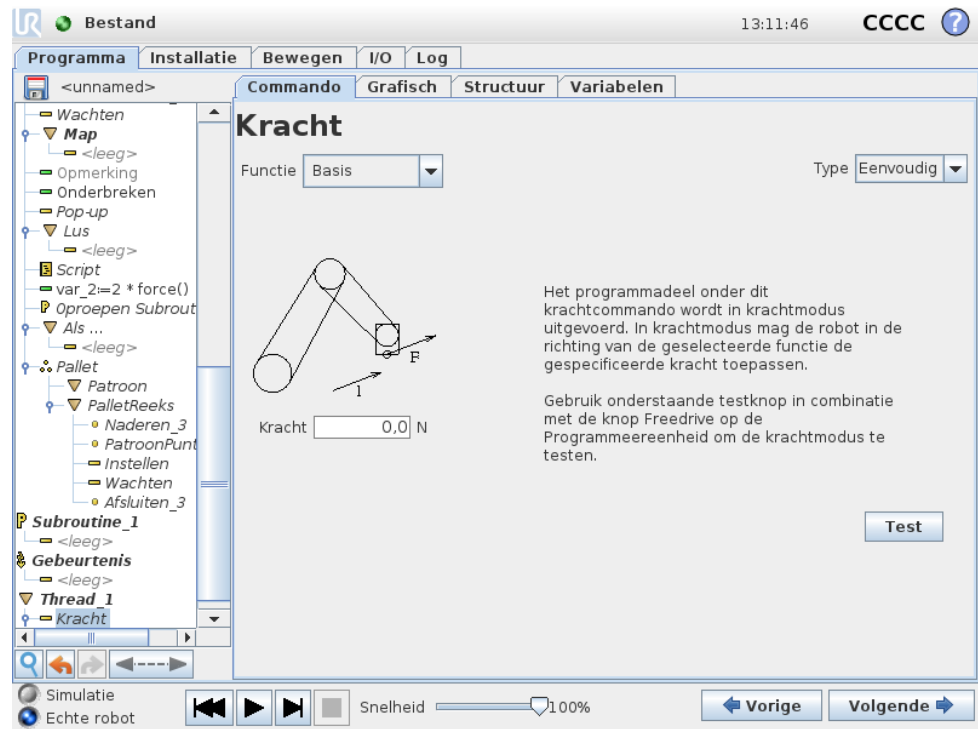 UR Bestand 13:11:46 CCCC ?
Programma Installatie Bewegen I/O Log
<unnamed>
Commando Grafisch Structuur Variabelen
Wachten
Map
<leeg>
Opmerking
Onderbreken
Pop-up
Lus
<leeg>
Script
var_2:=2 * force()
P Oproepen Subrout
Als ...
<leeg>
Pallet
Patroon
PalletReeks
Naderen_3
PatroonPunt
Instellen
Wachten
Afsluiten_3
P Subroutine_1
<leeg>
Gebeurtenis
<leeg>
Thread_1
Kracht
Kracht
Functie Basis
Type Eenvoudig
F
1
Kracht 0,0 N
Het programmadeel onder dit
krachtcommando wordt in krachtmodus
uitgevoerd. In krachtmodus mag de robot in de
richting van de geselecteerde functie de
gespecificeerde kracht toepassen.
Gebruik onderstaande testknop in combinatie
met de knop Freedrive op de
Programmeereenheid om de krachtmodus te
testen.
Test
Simulatie
Echte robot
Snelheid 100%
Vorige Volgende